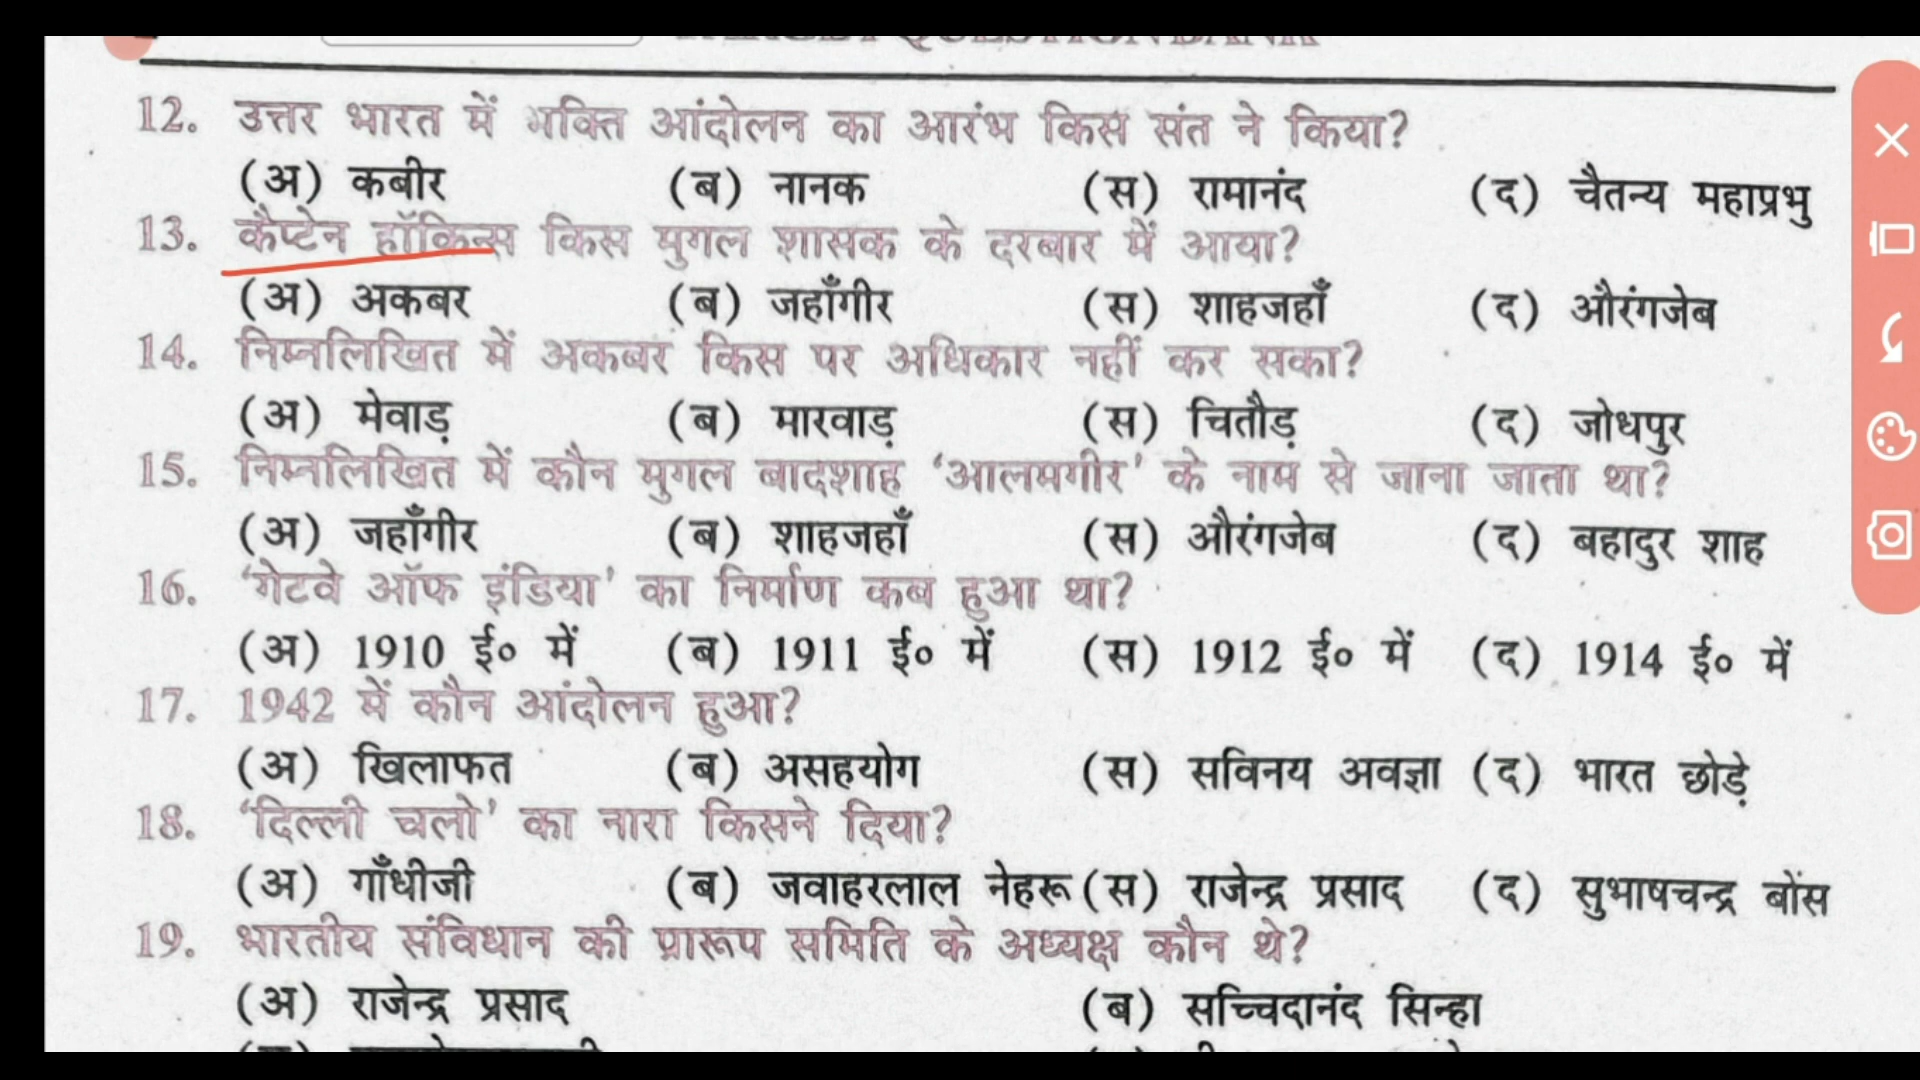 QUESTION BANK
12. उत्तर भारत में भक्ति आंदोलन का आरंभ किस संत ने किया?
(अ) कबीर (ब) नानक (स) रामानंद (द) चैतन्य महाप्रभु
13. कैप्टेन हॉकिन्स किस मुगल शासक के दरबार में आया?
(अ) अकबर (ब) जहाँगीर (स) शाहजहाँ (द) औरंगजेब
14. निम्नलिखित में अकबर किस पर अधिकार नहीं कर सका?
(अ) मेवाड़ (ब) मारवाड़ (स) चितौड़ (द) जोधपुर
15. निम्नलिखित में कौन मुगल बादशाह ‘आलमगीर’ के नाम से जाना जाता था?
(अ) जहाँगीर (ब) शाहजहाँ (स) औरंगजेब (द) बहादुर शाह
16. ‘गेटवे ऑफ इंडिया’ का निर्माण कब हुआ था?
(अ) 1910 ई० में (ब) 1911 ई० में (स) 1912 ई० में (द) 1914 ई० में
17. 1942 में कौन आंदोलन हुआ?
(अ) खिलाफत (ब) असहयोग (स) सविनय अवज्ञा (द) भारत छोड़े
18. ‘दिल्ली चलो’ का नारा किसने दिया?
(अ) गाँधीजी (ब) जवाहरलाल नेहरू (स) राजेन्द्र प्रसाद (द) सुभाषचन्द्र बोंस
19. भारतीय संविधान की प्रारूप समिति के अध्यक्ष कौन थे?
(अ) राजेन्द्र प्रसाद (ब) सच्चिदानंद सिन्हा